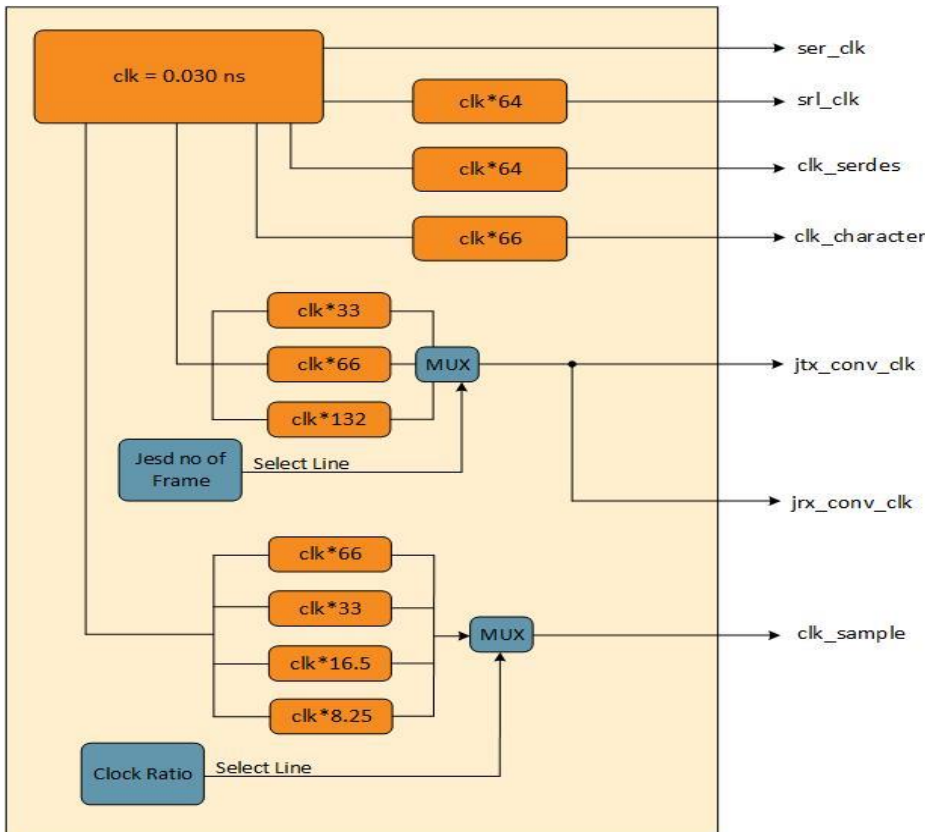 clk = 0.030 ns
ser_clk
clk*64
srl_clk
clk*64
clk_serdes
clk*66
clk_character
clk*33
clk*66
MUX
jtx_conv_clk
clk*132
Jesd no of
Frame
Select Line
jrx_conv_clk
clk*66
clk*33
MUX
clk_sample
clk*16.5
clk*8.25
Clock Ratio
Select Line